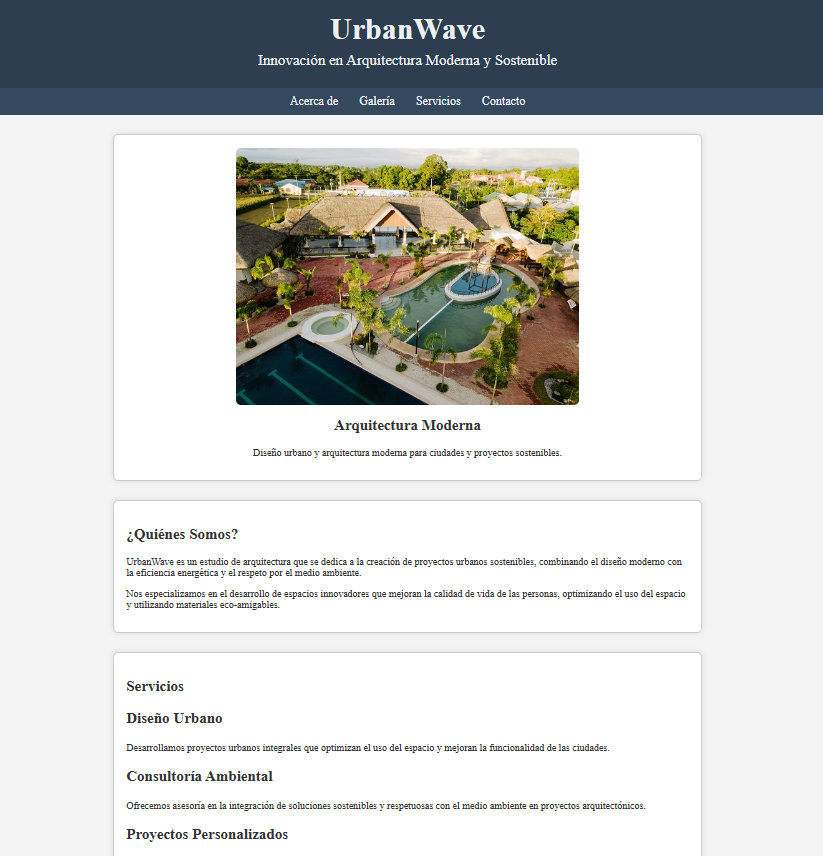 UrbanWave
Innovación en Arquitectura Moderna y Sostenible
Acerca de Galería Servicios Contacto
Arquitectura Moderna
Diseño urbano y arquitectura moderna para ciudades y proyectos sostenibles.
¿Quiénes Somos?
UrbanWave es un estudio de arquitectura que se dedica a la creación de proyectos urbanos sostenibles, combinando el diseño moderno con
la eficiencia energética y el respeto por el medio ambiente.
Nos especializamos en el desarrollo de espacios innovadores que mejoran la calidad de vida de las personas, optimizando el uso del espacio
y utilizando materiales eco-amigables.
Servicios
Diseño Urbano
Desarrollamos proyectos urbanos integrales que optimizan el uso del espacio y mejoran la funcionalidad de las ciudades.
Consultoría Ambiental
Ofrecemos asesoría en la integración de soluciones sostenibles y respetuosas con el medio ambiente en proyectos arquitectónicos.
Proyectos Personalizados